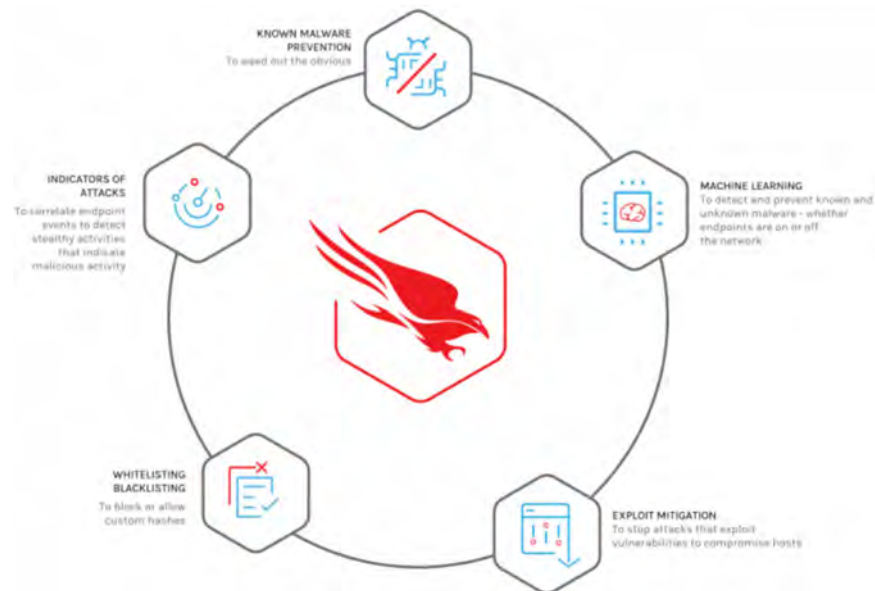 KNOWN MALWARE
PREVENTION
To weed out the obvious
MACHINE LEARNING
To detect and prevent known and
unknown malware - whether
endpoints are on or off
the network
EXPLOIT MITIGATION
To stop attacks that exploit
vulnerabilities to compromise hosts
WHITELISTING
BLACKLISTING
To block or allow
custom hashes
INDICATORS OF
ATTACKS
To correlate endpoint
events to detect
stealthy activities
that indicate
malicious activity